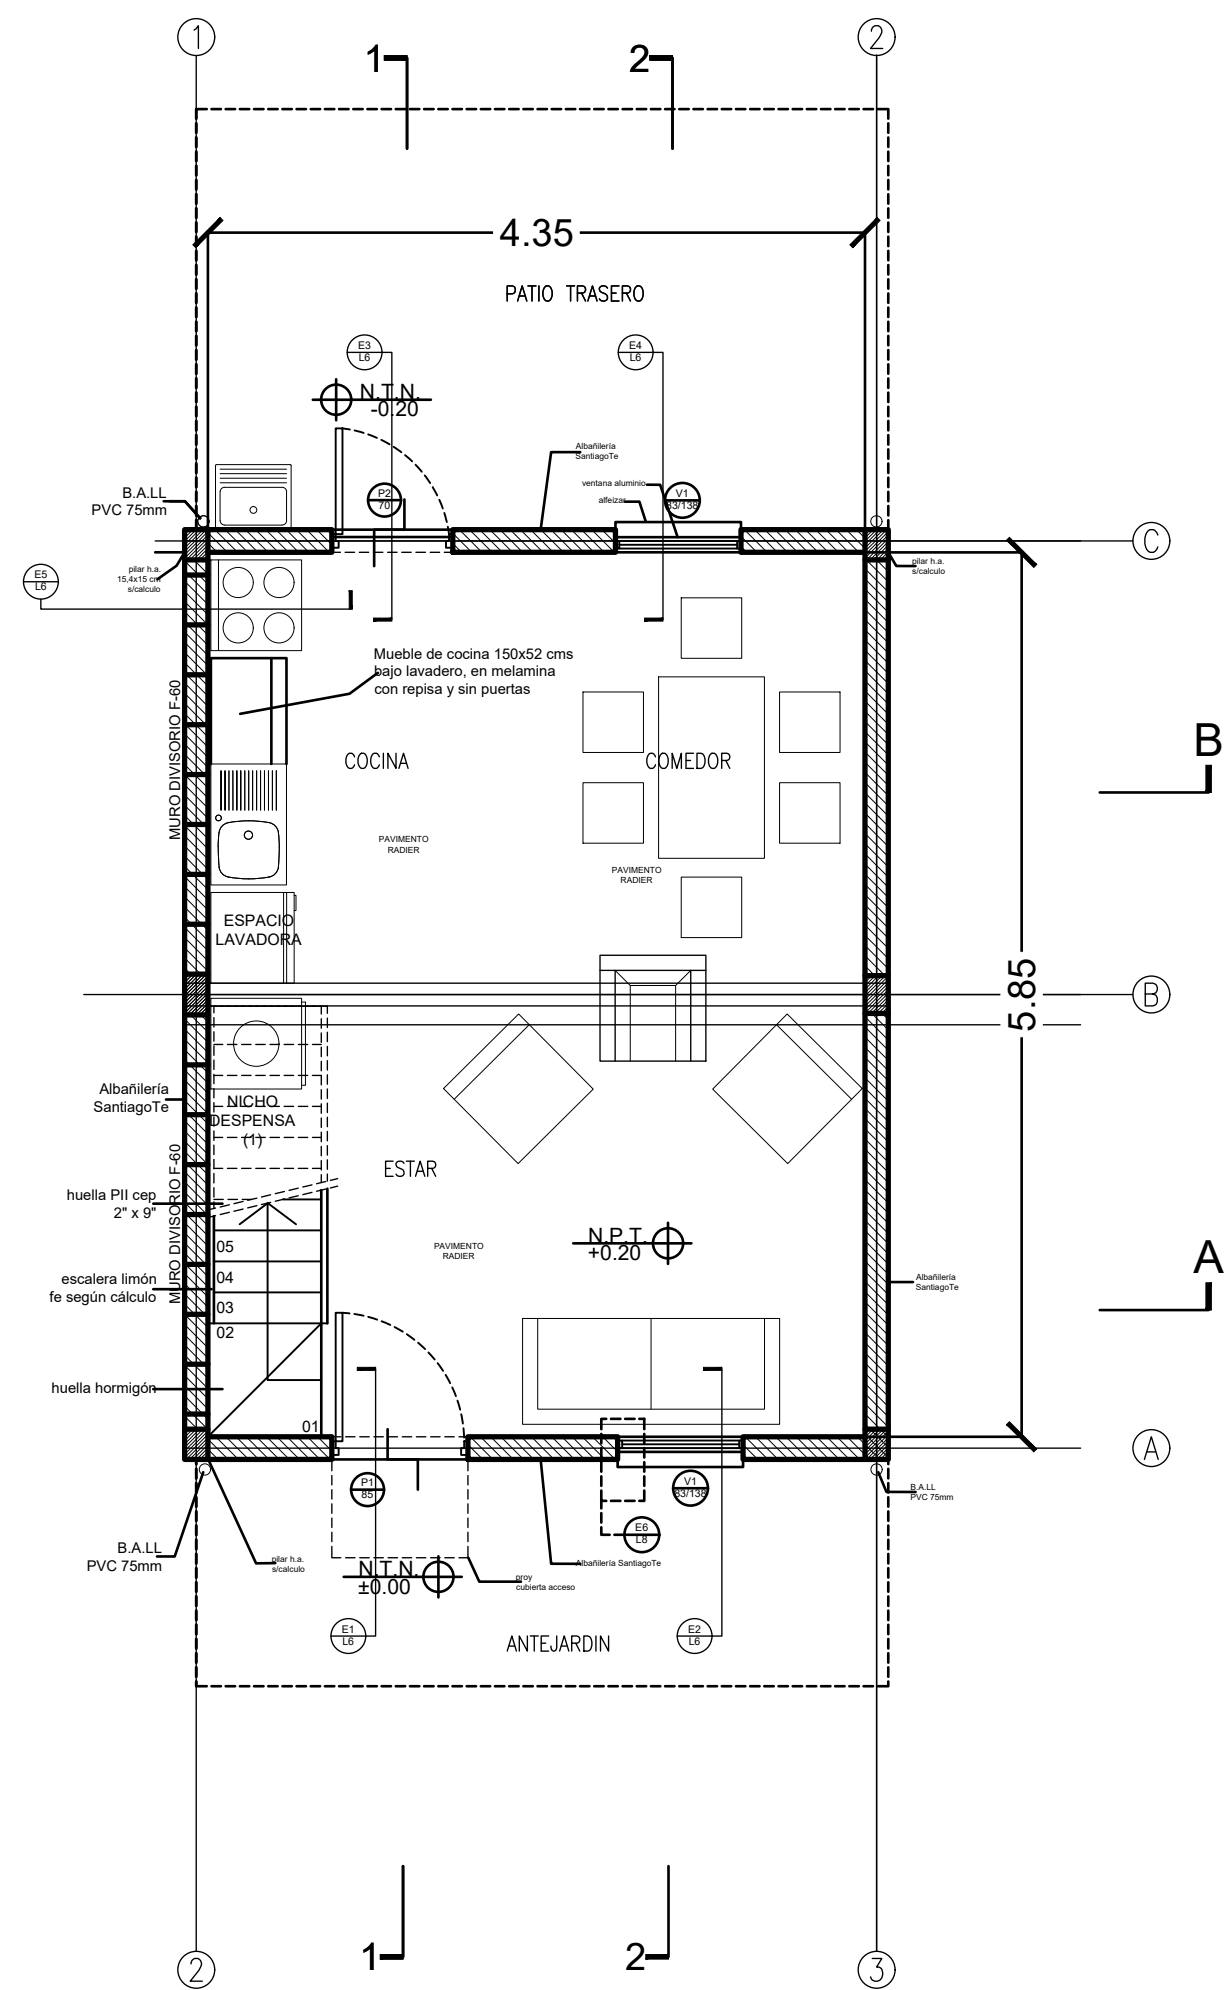 1
2
1
2
4.35
PATIO TRASERO
E3
L6
E4
L6
N.T.N.
-0.20
Albañilería
SantiagoTe
ventana aluminio
alfeizar
B.A.LL
PVC 75mm
P2
70
V1
83/138
C
pilar h.a.
15,4x15 cm
s/calculo
pilar h.a.
s/calculo
E5
L6
Mueble de cocina 150x52 cms
bajo lavadero, en melamina
con repisa y sin puertas
MURO DIVISORIO F-60
COCINA
COMEDOR
B
PAVIMENTO
RADIER
PAVIMENTO
RADIER
ESPACIO
LAVADORA
5.85
B
Albañilería
SantiagoTe
NICHO
DESPENSA
(1)
ESTAR
MURO DIVISORIO F-60
huella PII cep
2" x 9"
N.P.T.
+0.20
PAVIMENTO
RADIER
A
05
04
03
02
01
escalera limón
fe según cálculo
Albañilería
SantiagoTe
huella hormigón
A
P1
85
V1
83/138
B.A.LL
PVC 75mm
E6
L8
B.A.LL
PVC 75mm
pilar h.a.
s/calculo
Albañilería SantiagoTe
N.T.N.
±0.00
proy
cubierta acceso
E1
L6
E2
L6
ANTEJARDIN
1
2
2
3